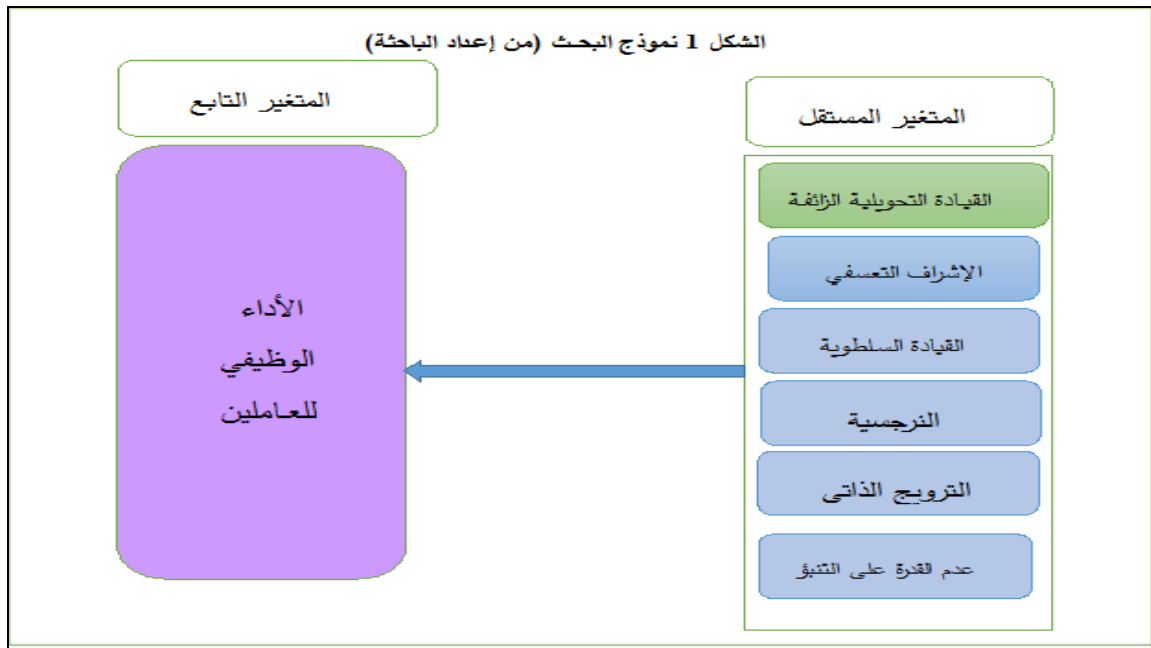 الشكل 1 نموذج البحث (من إعداد الباحثة)
المتغير المستقل
القيادة التحويلية الزائفة
الإشراف التعسفي
القيادة السلطوية
النرجسية
الترويج الذاتي
عدم القدرة على التنبؤ
المتغير التابع
الأداء
الوظيفي
للعاملين